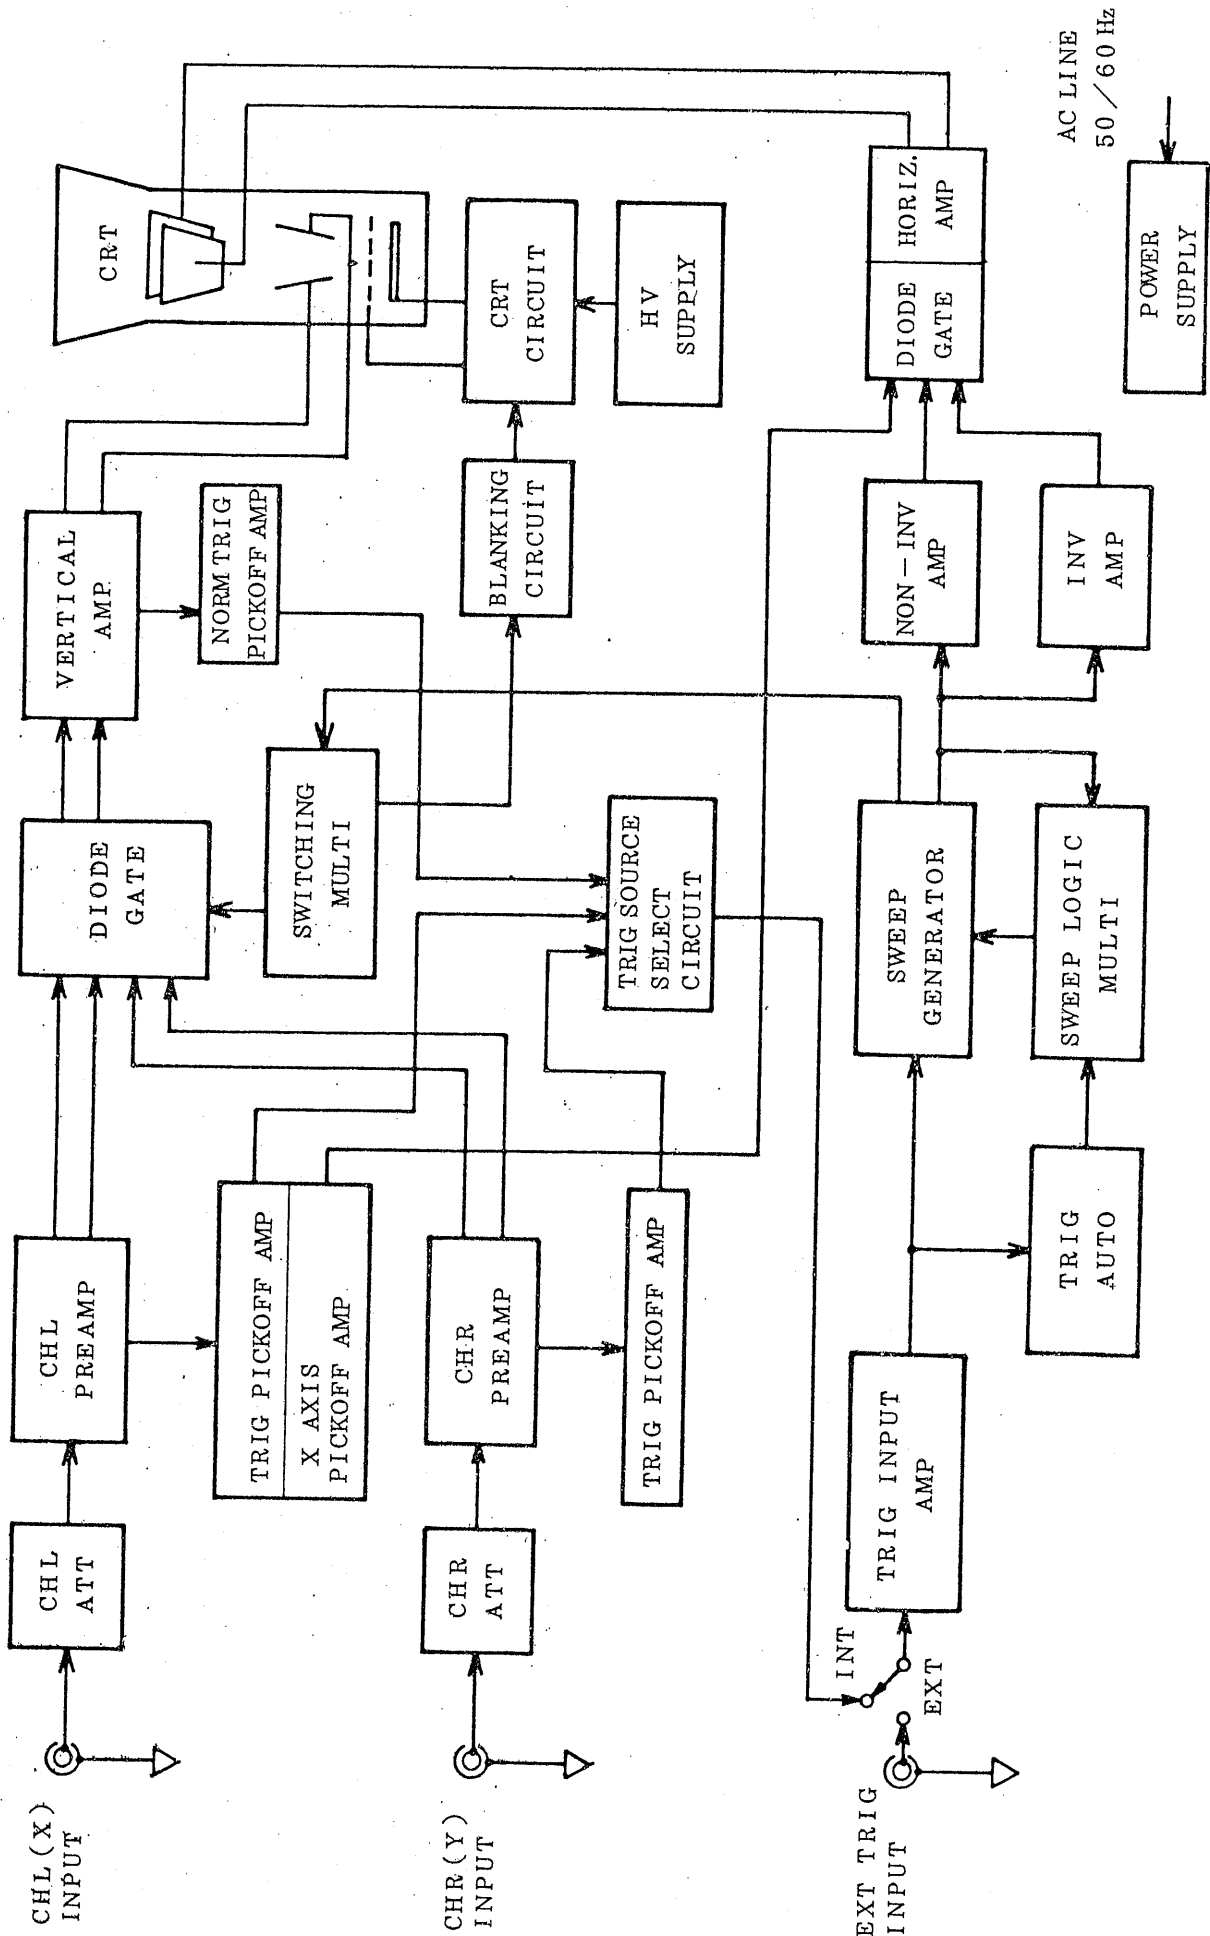 CHL(X)
INPUT
CHL
ATT
CHL
PREAMP
DIODE
GATE
VERTICAL
AMP.
CRT
TRIG PICKOFF AMP
X AXIS
PICKOFF AMP
SWITCHING
MULTI
NORM TRIG
PICKOFF AMP
CHR(Y)
INPUT
CHR
ATT
CHR
PREAMP
BLANKING
CIRCUIT
CRT
CIRCUIT
TRIG PICKOFF AMP
TRIG SOURCE
SELECT
CIRCUIT
HV
SUPPLY
EXT TRIG
INPUT
INT
EXT
TRIG INPUT
AMP
SWEEP
GENERATOR
NON-INV
AMP
DIODE
GATE
HORIZ.
AMP
TRIG
AUTO
SWEEP LOGIC
MULTI
INV
AMP
AC LINE
50/60Hz
POWER
SUPPLY